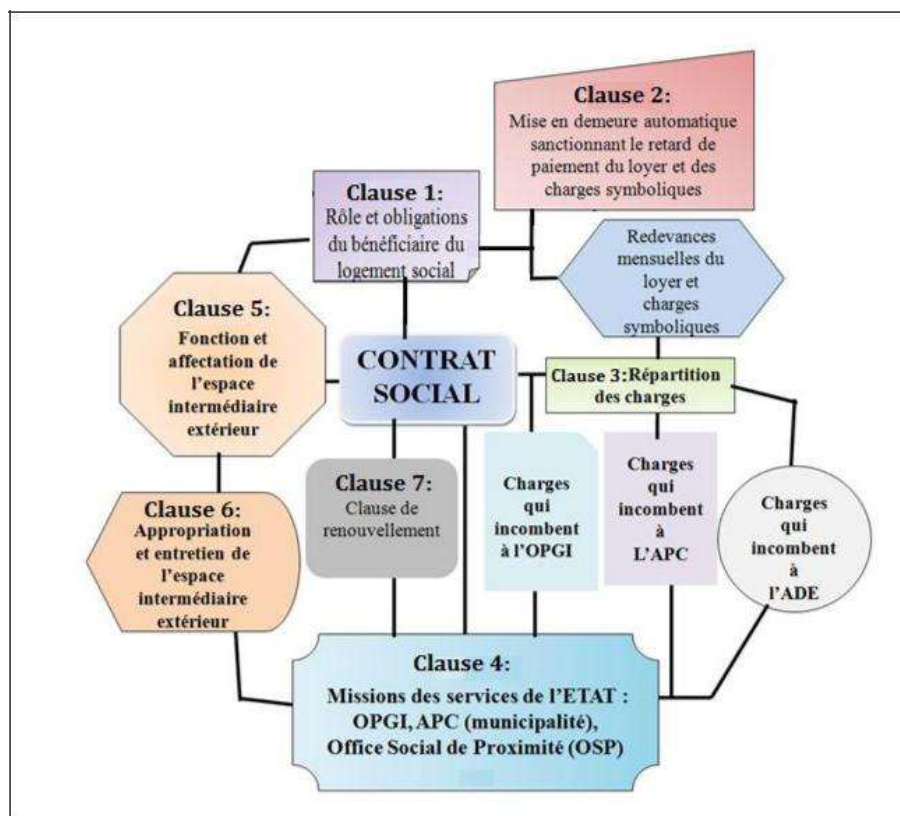 Clause 2:
Mise en demeure automatique
sanctionnant le retard de
paiement du loyer et des
charges symboliques
Clause 1:
Rôle et obligations
du bénéficiaire du
logement social
Redevances
mensuelles du
loyer et
charges
symboliques
Clause 5:
Fonction et
affectation de
l'espace
intermédiaire
extérieur
CONTRAT
SOCIAL
Clause 3:Répartition
des charges
Clause 6:
Appropriation
et entretien de
l'espace
intermédiaire
extérieur
Clause 7:
Clause de
renouvellement
Charges
qui
incombent
à l'OPGI
Charges
qui
incombent
à
L'APC
Charges
qui
incombent
à
l'ADE
Clause 4:
Missions des services de l'ETAT :
OPGI, APC (municipalité),
Office Social de Proximité (OSP)